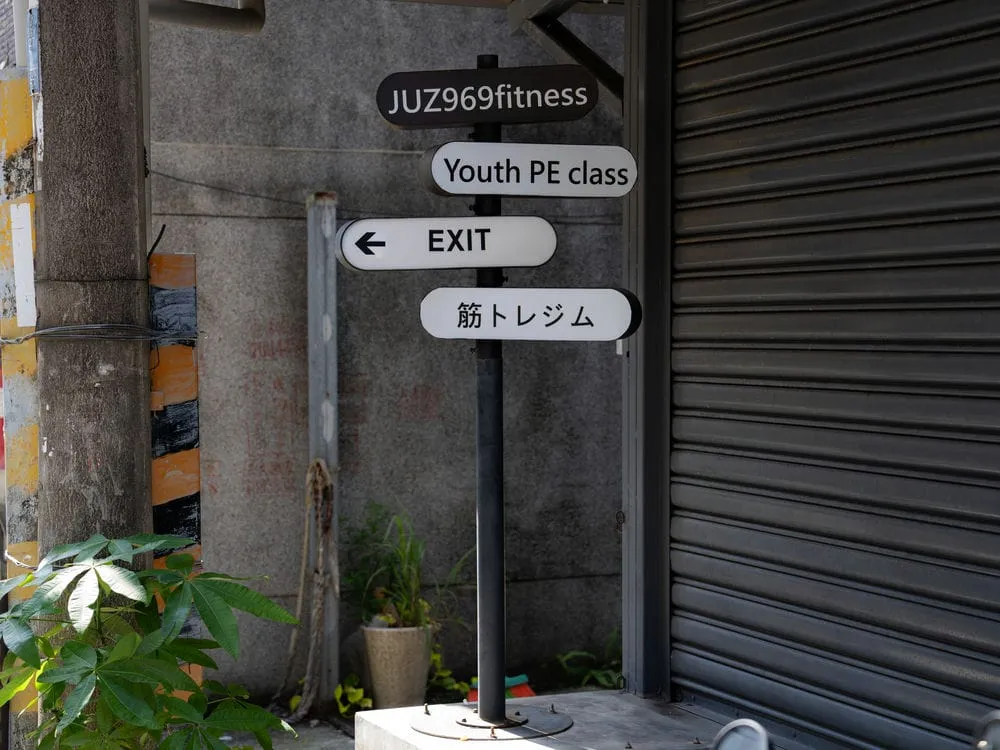 JUZ969fitness
Youth PE class
← EXIT
筋トレジム